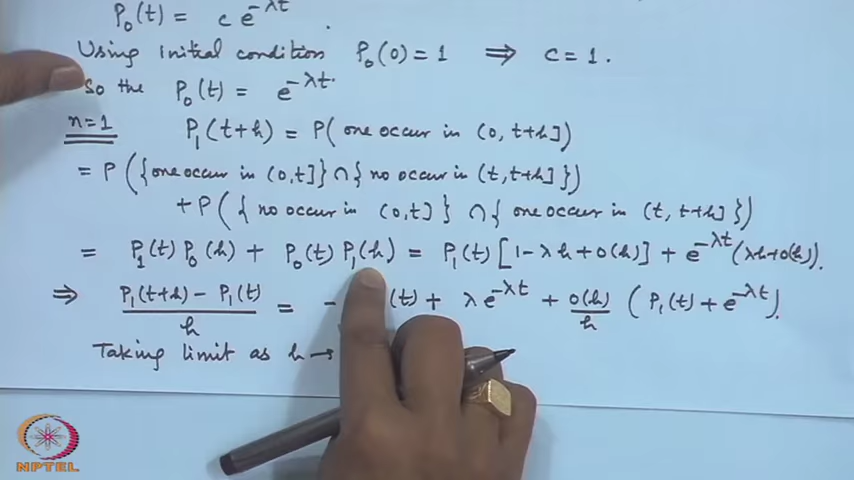 P₀(t) = c e^{-λt}.
Using initial condition P₀(0) = 1 ⇒ c = 1.
So the P₀(t) = e^{-λt}.
n=1 P₁(t+h) = P( one occur in (0, t+h])
= P({one occur in (0,t]} ∩ { no occur in (t, t+h]})
+ P( { no occur in (0,t] } ∩ { one occur in (t, t+h]})
= P₁(t) P₀(h) + P₀(t) P₁(h) = P₁(t) [1-λh+o(h)] + e^{-λt}(λh+o(h)).
⇒ (P₁(t+h) - P₁(t))/h = - (t) + λ e^{-λt} + o(h)/h ( P₁(t) + e^{-λt}).
Taking limit as h →
NPTEL